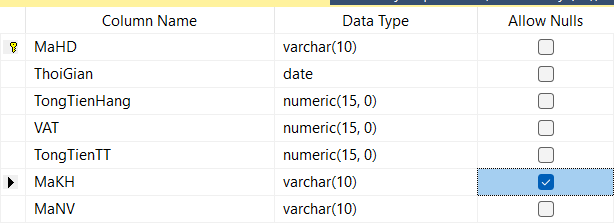 Column Name Data Type Allow Nulls
MaHD varchar(10)
ThoiGian date
TongTienHang numeric(15, 0)
VAT numeric(15, 0)
TongTienTT numeric(15, 0)
MaKH varchar(10)
MaNV varchar(10)